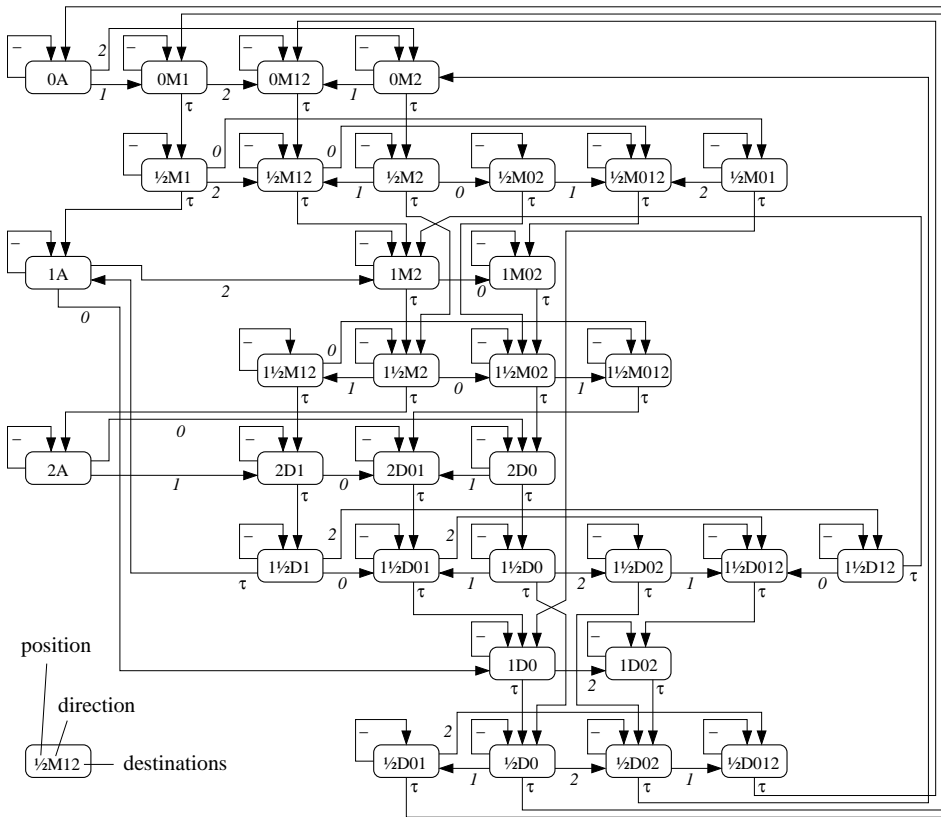 – – – –
2
0A 0M1 0M12 0M2
1 2 1
τ τ τ
– 0 – 0 – – – –
½M1 ½M12 ½M2 ½M02 ½M012 ½M01
2 1 0 1 2
τ τ τ τ τ τ
– – –
1A 1M2 1M02
2 0
0 τ τ
– 0 – – –
1½M12 1½M2 1½M02 1½M012
1 0 1
τ τ τ τ
– 0 – – –
2A 2D1 2D01 2D0
1 0 1
τ τ τ
– 2 – 2 – – – –
1½D1 1½D01 1½D0 1½D02 1½D012 1½D12
τ 0 1 2 1 0 τ
τ τ τ τ
– –
position 1D0 1D02
2
τ τ
direction
– 2 – – –
½M12 destinations ½D01 ½D0 ½D02 ½D012
1 2 1
τ τ τ τ